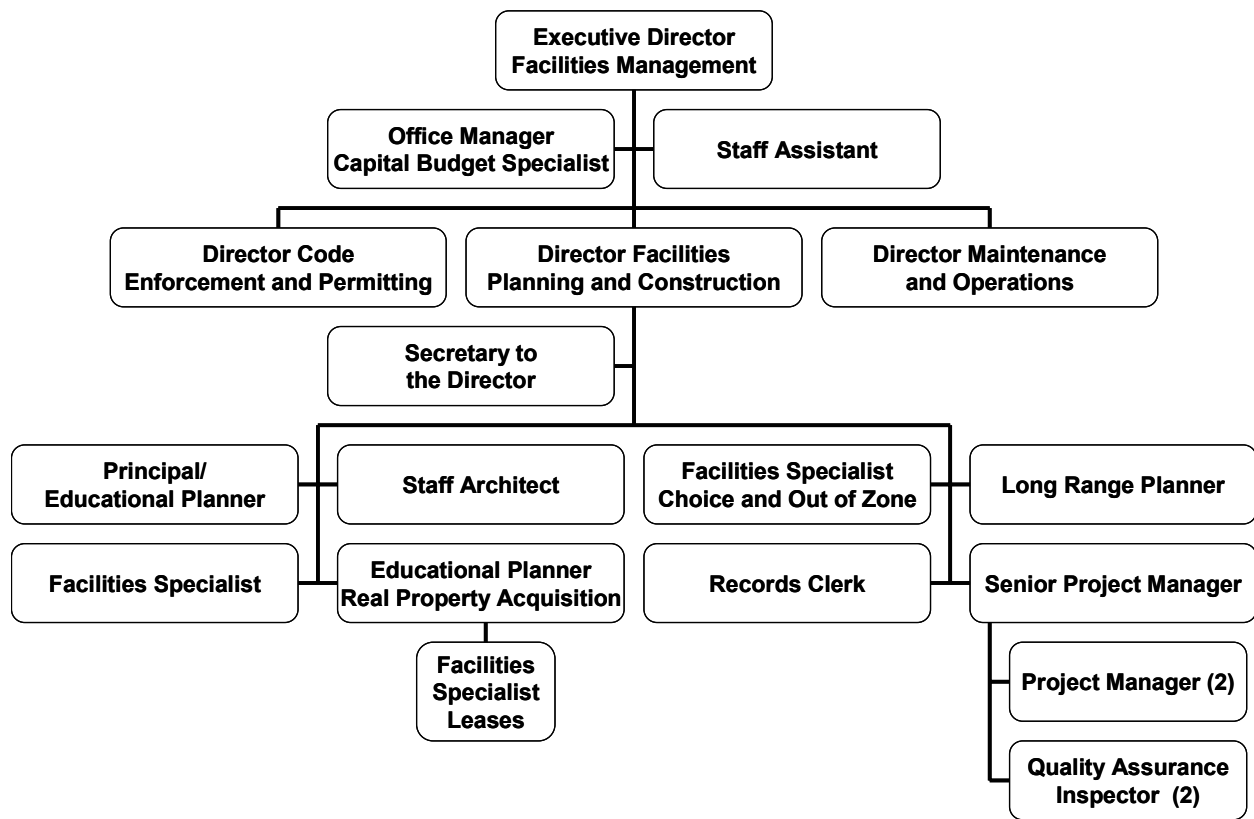 Executive Director
Facilities Management
Office Manager
Capital Budget Specialist
Staff Assistant
Director Code
Enforcement and Permitting
Director Facilities
Planning and Construction
Director Maintenance
and Operations
Secretary to
the Director
Principal/
Educational Planner
Staff Architect
Facilities Specialist
Choice and Out of Zone
Long Range Planner
Facilities Specialist
Educational Planner
Real Property Acquisition
Records Clerk
Senior Project Manager
Facilities
Specialist
Leases
Project Manager (2)
Quality Assurance
Inspector (2)